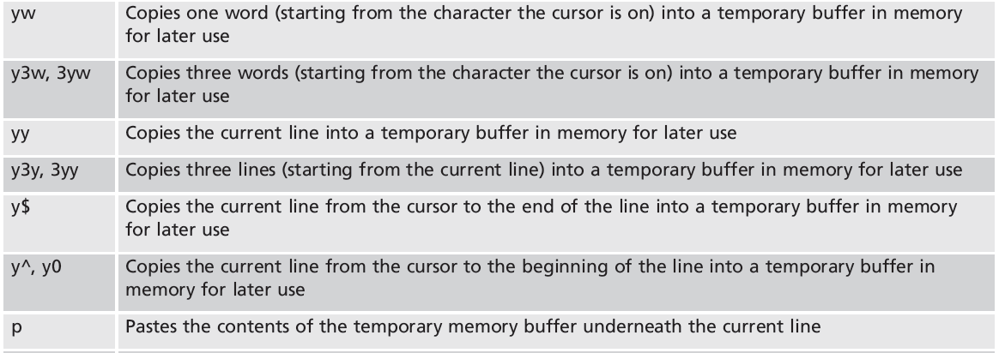 yw Copies one word (starting from the character the cursor is on) into a temporary buffer in memory
for later use
y3w, 3yw Copies three words (starting from the character the cursor is on) into a temporary buffer in memory
for later use
yy Copies the current line into a temporary buffer in memory for later use
y3y, 3yy Copies three lines (starting from the current line) into a temporary buffer in memory for later use
y$ Copies the current line from the cursor to the end of the line into a temporary buffer in memory
for later use
y^, y0 Copies the current line from the cursor to the beginning of the line into a temporary buffer in
memory for later use
p Pastes the contents of the temporary memory buffer underneath the current line